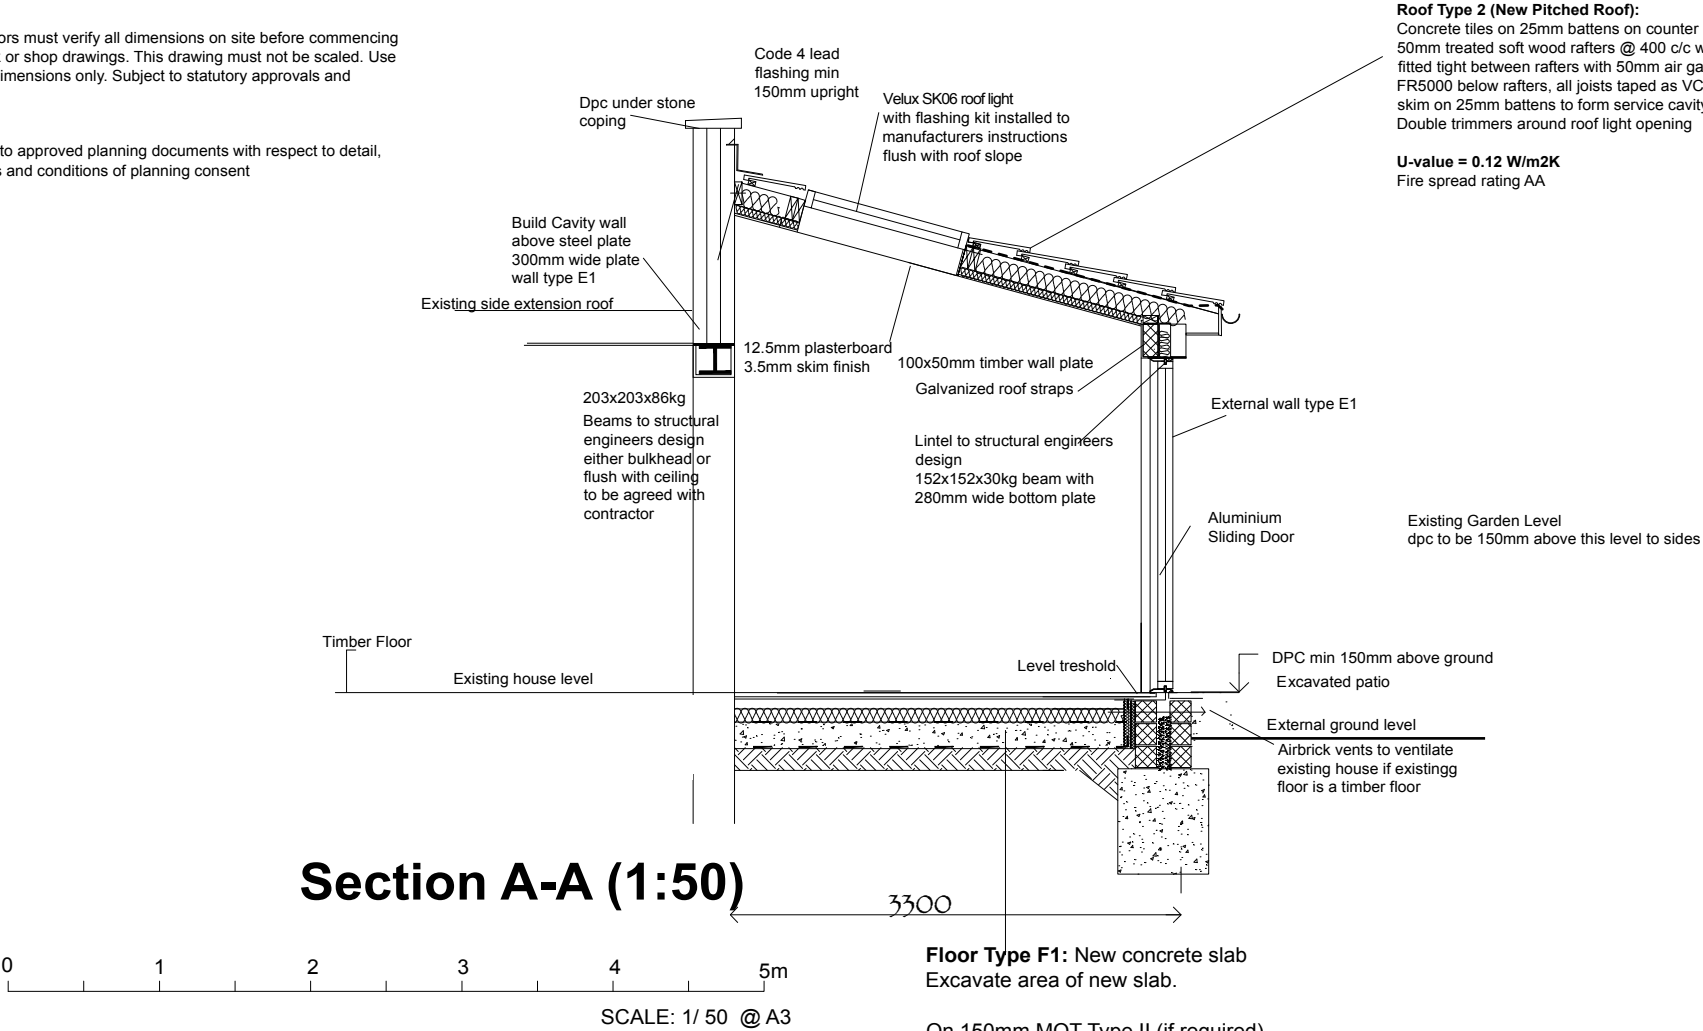 ors must verify all dimensions on site before commencing
or shop drawings. This drawing must not be scaled. Use
imensions only. Subject to statutory approvals and
to approved planning documents with respect to detail,
s and conditions of planning consent
Code 4 lead
flashing min
150mm upright
Dpc under stone
coping
Velux SK06 roof light
with flashing kit installed to
manufacturers instructions
flush with roof slope
Roof Type 2 (New Pitched Roof):
Concrete tiles on 25mm battens on counter
50mm treated soft wood rafters @ 400 c/c w
fitted tight between rafters with 50mm air ga
FR5000 below rafters, all joists taped as VC
skim on 25mm battens to form service cavity
Double trimmers around roof light opening
U-value = 0.12 W/m2K
Fire spread rating AA
Build Cavity wall
above steel plate
300mm wide plate
wall type E1
Existing side extension roof
12.5mm plasterboard
3.5mm skim finish
100x50mm timber wall plate
Galvanized roof straps
203x203x86kg
Beams to structural
engineers design
either bulkhead or
flush with ceiling
to be agreed with
contractor
Lintel to structural engineers
design
152x152x30kg beam with
280mm wide bottom plate
External wall type E1
Aluminium
Sliding Door
Existing Garden Level
dpc to be 150mm above this level to sides
Timber Floor
Existing house level
Level treshold
DPC min 150mm above ground
Excavated patio
External ground level
Airbrick vents to ventilate
existing house if existingg
floor is a timber floor
Section A-A (1:50)
3300
0 1 2 3 4 5m
SCALE: 1/ 50 @ A3
Floor Type F1: New concrete slab
Excavate area of new slab.
On 150mm MOT Type II (if required)